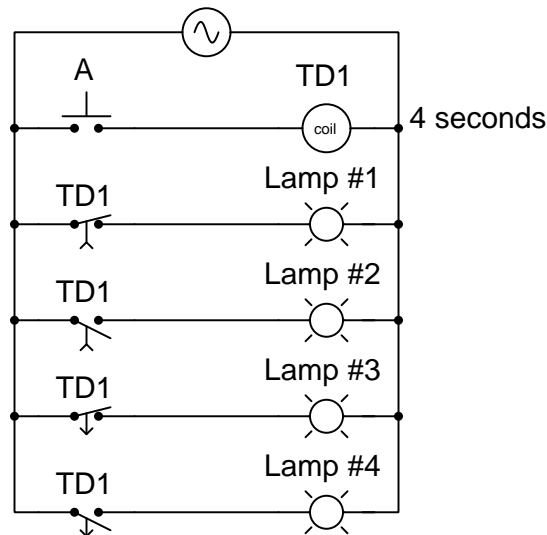 A
TD1
coil
4 seconds
TD1
Lamp #1
TD1
Lamp #2
TD1
Lamp #3
TD1
Lamp #4